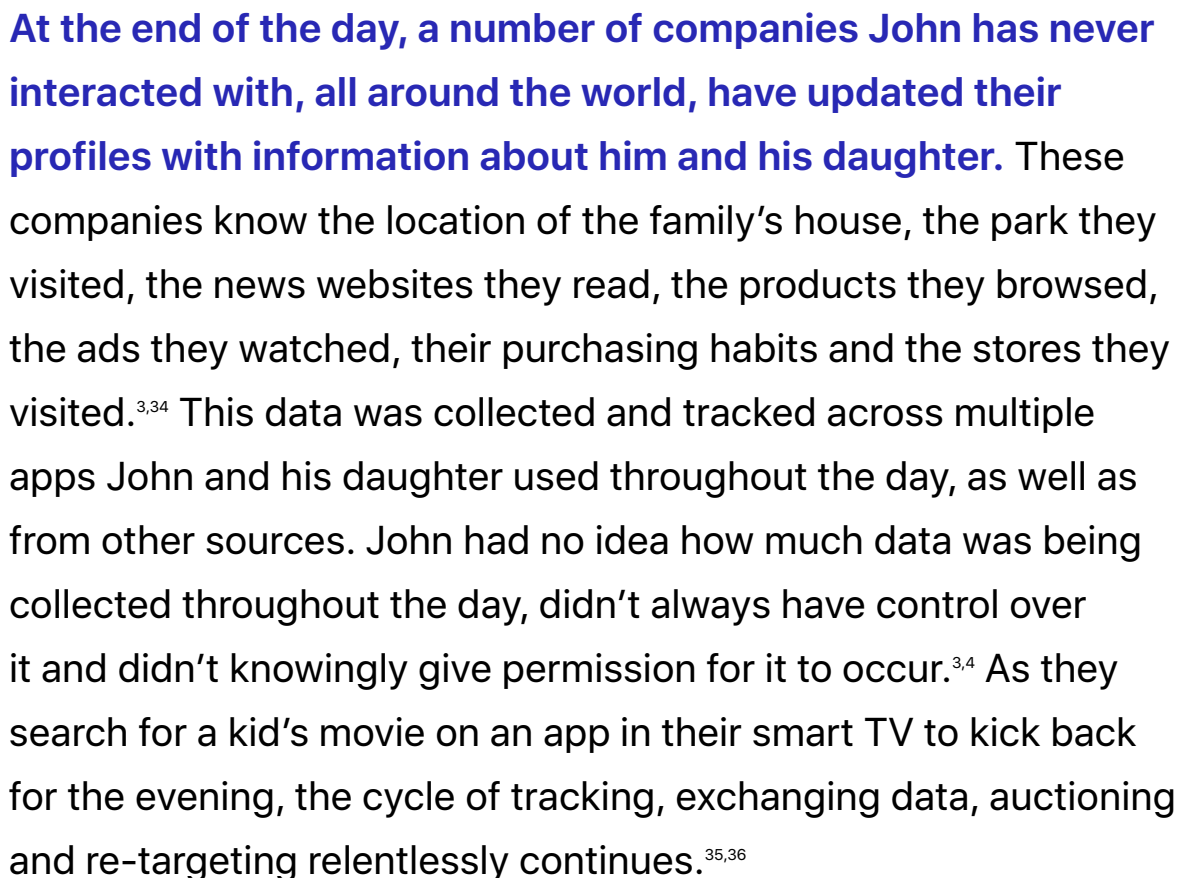 At the end of the day, a number of companies John has never
interacted with, all around the world, have updated their
profiles with information about him and his daughter. These
companies know the location of the family’s house, the park they
visited, the news websites they read, the products they browsed,
the ads they watched, their purchasing habits and the stores they
visited.3,34 This data was collected and tracked across multiple
apps John and his daughter used throughout the day, as well as
from other sources. John had no idea how much data was being
collected throughout the day, didn’t always have control over
it and didn’t knowingly give permission for it to occur.3,4 As they
search for a kid’s movie on an app in their smart TV to kick back
for the evening, the cycle of tracking, exchanging data, auctioning
and re-targeting relentlessly continues.35,36